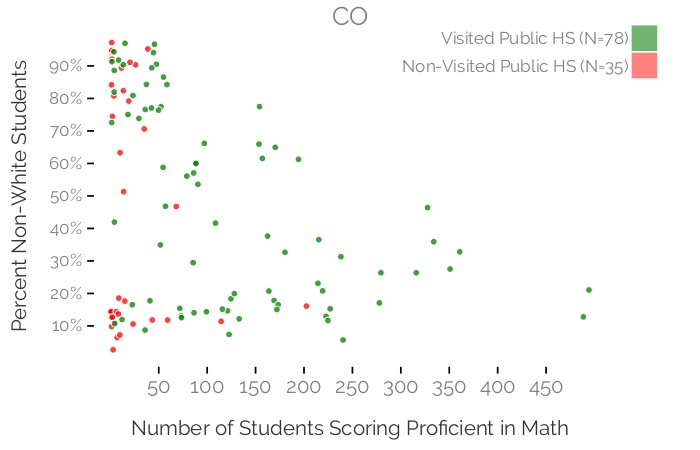 CO
Visited Public HS (N=78)
Non-Visited Public HS (N=35)
Percent Non-White Students
90%
80%
70%
60%
50%
40%
30%
20%
10%
50 100 150 200 250 300 350 400 450
Number of Students Scoring Proficient in Math